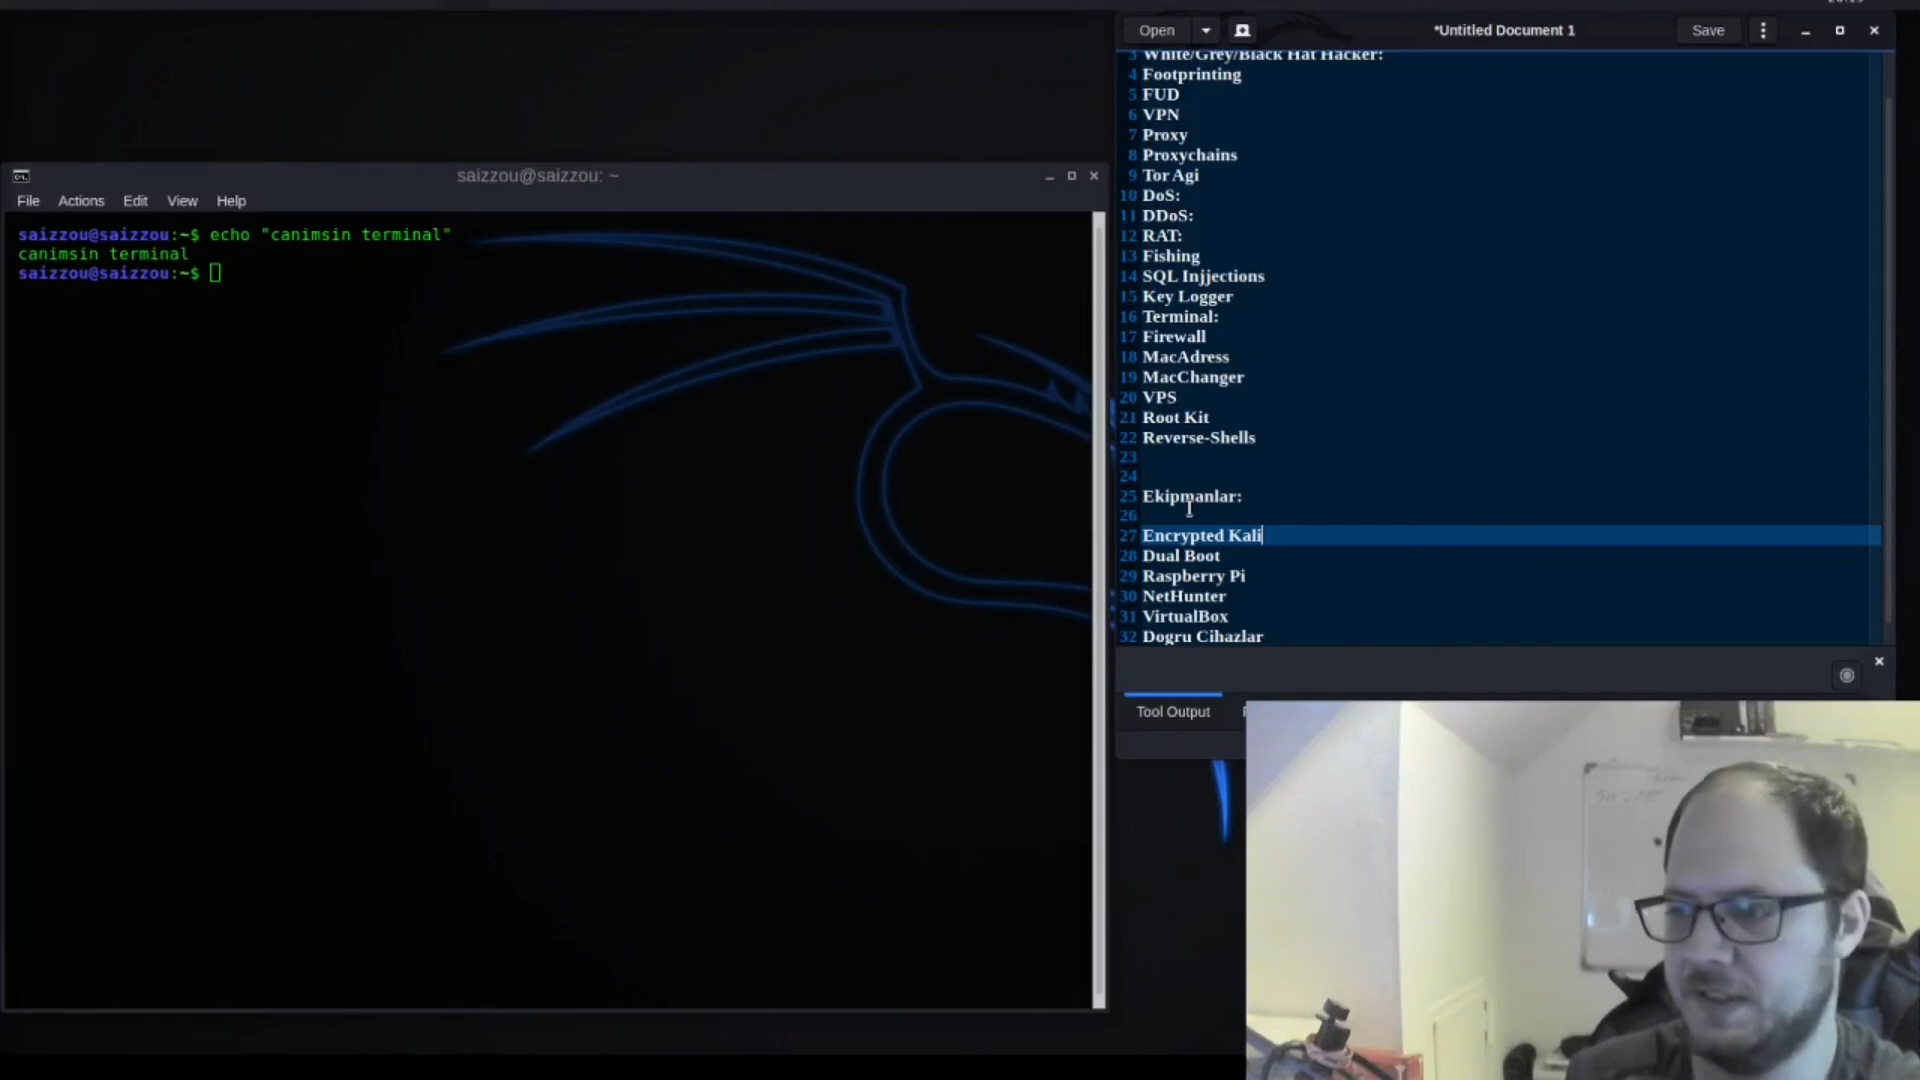 Open
*Untitled Document 1
Save
3 White/Grey/Black Hat Hacker:
4 Footprinting
5 FUD
6 VPN
7 Proxy
8 Proxychains
9 Tor Agi
10 DoS:
11 DDoS:
12 RAT:
13 Fishing
14 SQL Injjections
15 Key Logger
16 Terminal:
17 Firewall
18 MacAdress
19 MacChanger
20 VPS
21 Root Kit
22 Reverse-Shells
23
24
25 Ekipmanlar:
26
27 Encrypted Kali
28 Dual Boot
29 Raspberry Pi
30 NetHunter
31 VirtualBox
32 Dogru Cihazlar
Tool Output
saizzou@saizzou: ~
File Actions Edit View Help
saizzou@saizzou:~$ echo "canimsin terminal"
canimsin terminal
saizzou@saizzou:~$